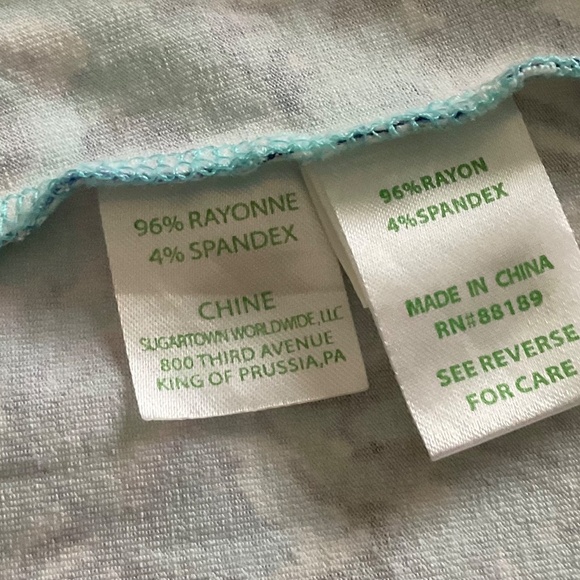 96% RAYONNE
4% SPANDEX
CHINE
SUGARTOWN WORLDWIDE,LLC
800 THIRD AVENUE
KING OF PRUSSIA,PA
96%RAYON
4%SPANDEX
MADE IN CHINA
RN#88189
SEE REVERSE
FOR CARE